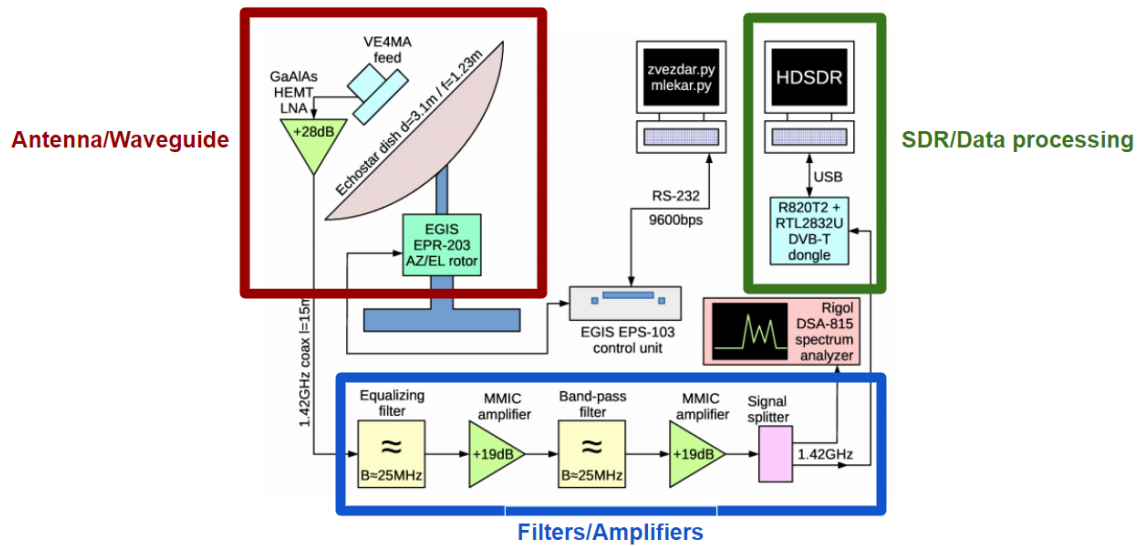 VE4MA
feed
GaAlAs
HEMT
LNA
+28dB
Echostar dish d=3.1m / f=1.23m
Antenna/Waveguide
EGIS
EPR-203
AZ/EL rotor
zvezdar.py
mlekar.py
RS-232
9600bps
HDSDR
USB
R820T2 +
RTL2832U
DVB-T
dongle
SDR/Data processing
EGIS EPS-103
control unit
Rigol
DSA-815
spectrum
analyzer
1.42GHz coax l=15m
Equalizing
filter
≈
B≈25MHz
MMIC
amplifier
+19dB
Band-pass
filter
≈
B≈25MHz
MMIC
amplifier
+19dB
Signal
splitter
1.42GHz
Filters/Amplifiers